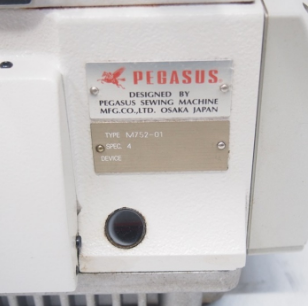 PEGASUS
DESIGNED BY
PEGASUS SEWING MACHINE
MFG.CO.,LTD. OSAKA JAPAN
TYPE M752-01
SPEC. 4
DEVICE